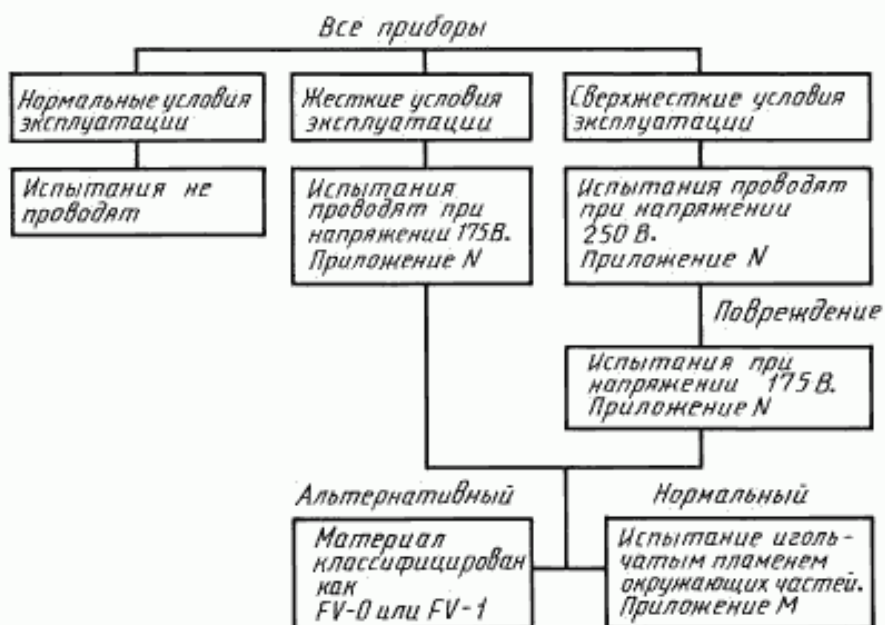 Все приборы
Нормальные условия
эксплуатации
Жесткие условия
эксплуатации
Сверхжесткие условия
эксплуатации
Испытания не
проводят
Испытания
проводят при
напряжении 175В.
Приложение N
Испытания проводят
при напряжении
250 В.
Приложение N
Повреждение
Испытания при
напряжении 175 В.
Приложение N
Альтернативный
Нормальный
Материал
классифицирован
как
FV-0 или FV-1
Испытание иголь-
чатым пламенем
окружающих частей.
Приложение M